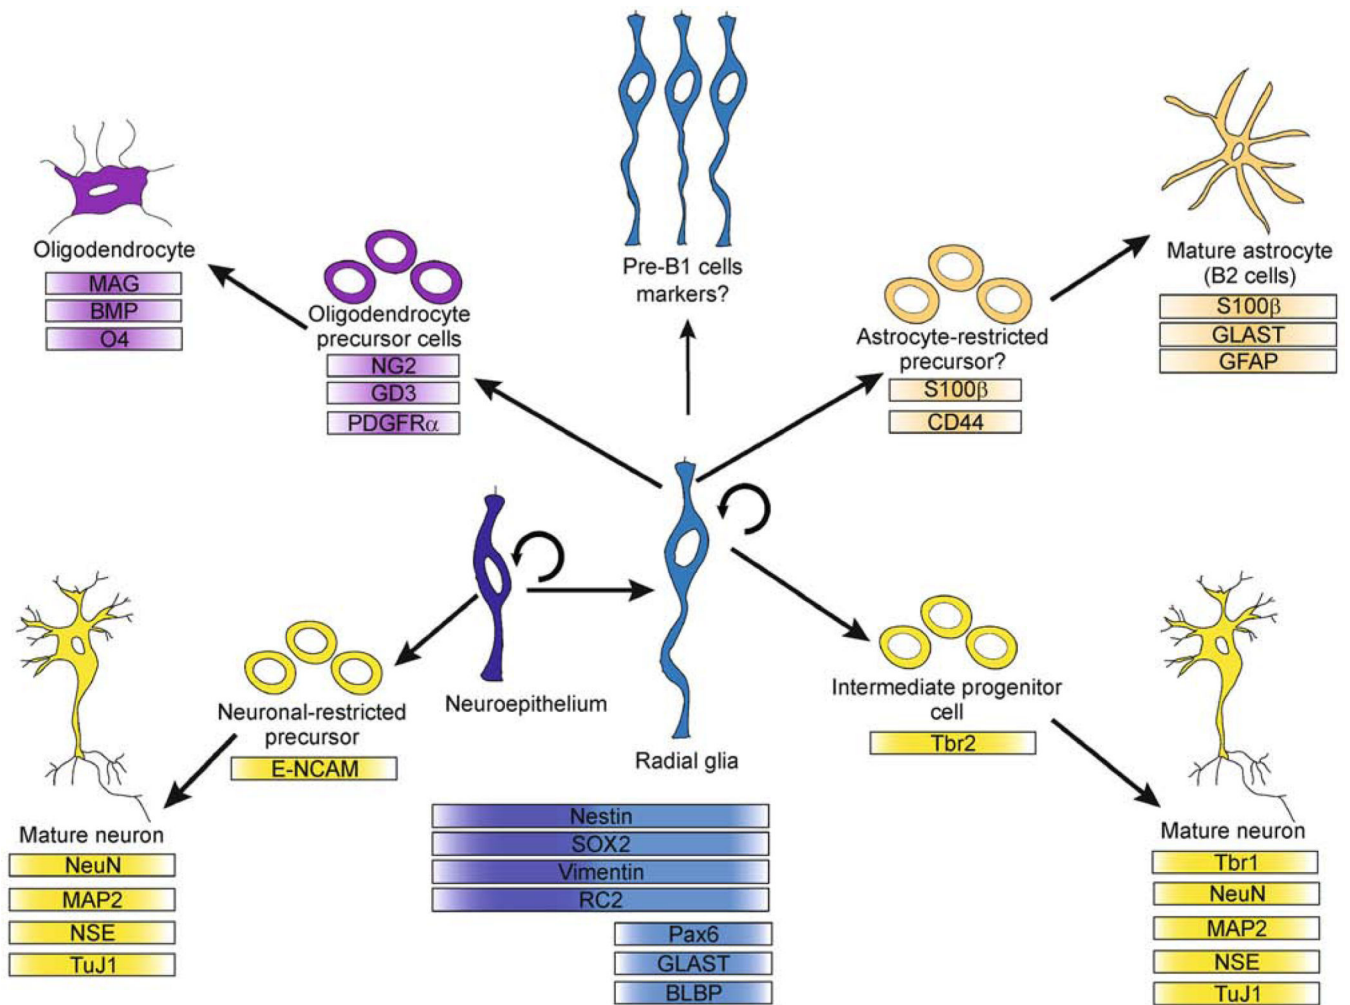 Pre-B1 cells
markers?
Oligodendrocyte
MAG
BMP
O4
Oligodendrocyte
precursor cells
NG2
GD3
PDGFRα
Astrocyte-restricted
precursor?
S100β
CD44
Mature astrocyte
(B2 cells)
S100β
GLAST
GFAP
Neuroepithelium
Radial glia
Nestin
SOX2
Vimentin
RC2
Pax6
GLAST
BLBP
Neuronal-restricted
precursor
E-NCAM
Mature neuron
NeuN
MAP2
NSE
TuJ1
Intermediate progenitor
cell
Tbr2
Mature neuron
Tbr1
NeuN
MAP2
NSE
TuJ1